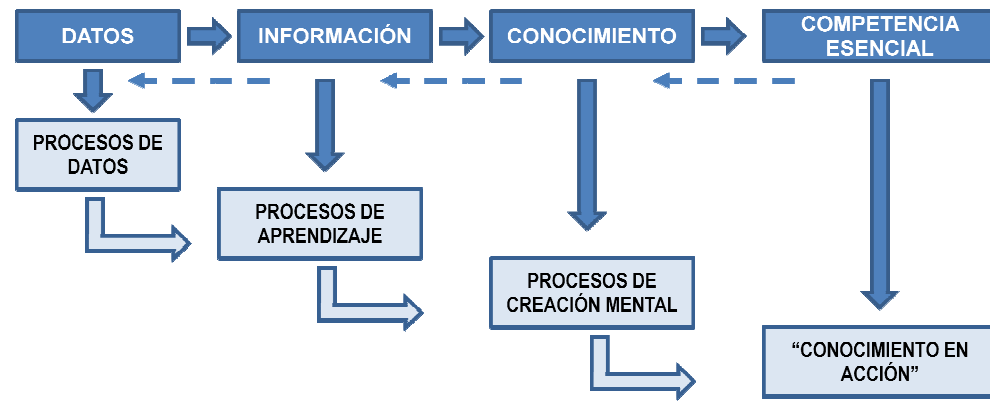 DATOS
INFORMACIÓN
CONOCIMIENTO
COMPETENCIA
ESENCIAL
PROCESOS DE
DATOS
PROCESOS DE
APRENDIZAJE
PROCESOS DE
CREACIÓN MENTAL
“CONOCIMIENTO EN
ACCIÓN”